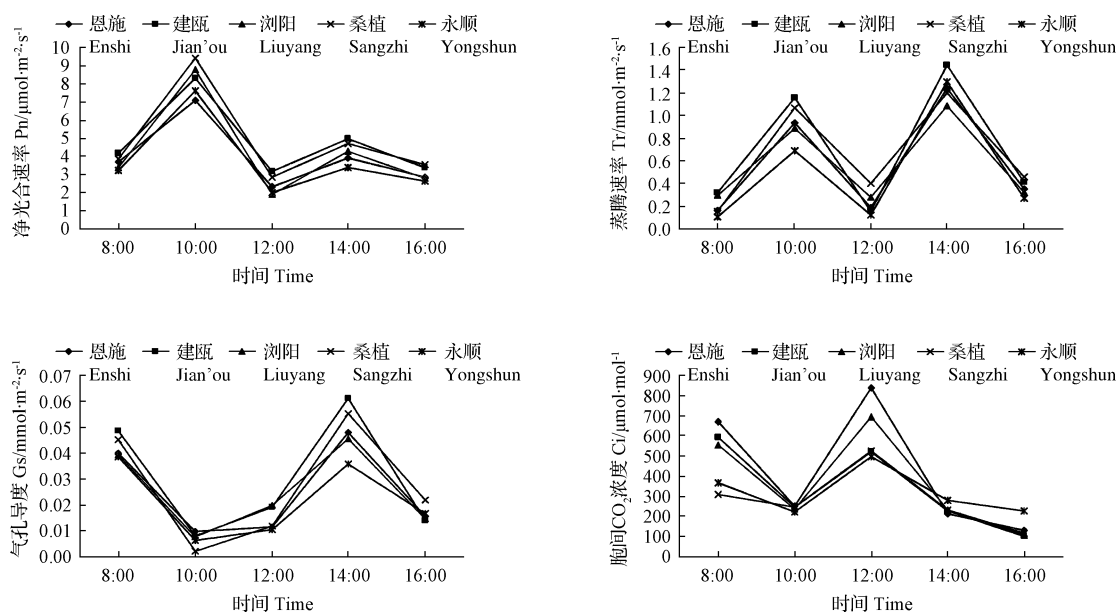 恩施 建瓯 浏阳 桑植 永顺
Enshi Jian'ou Liuyang Sangzhi Yongshun
净光合速率 Pn/μmol·m⁻²·s⁻¹
10
9
8
7
6
5
4
3
2
1
0
8:00 10:00 12:00 14:00 16:00
时间 Time
恩施 建瓯 浏阳 桑植 永顺
Enshi Jian'ou Liuyang Sangzhi Yongshun
蒸腾速率 Tr/mmol·m⁻²·s¹
1.6
1.4
1.2
1.0
0.8
0.6
0.4
0.2
0.0
8:00 10:00 12:00 14:00 16:00
时间 Time
恩施 建瓯 浏阳 桑植 永顺
Enshi Jian'ou Liuyang Sangzhi Yongshun
气孔导度 Gs/mmol·m⁻²·s⁻¹
0.07
0.06
0.05
0.04
0.03
0.02
0.01
0.00
8:00 10:00 12:00 14:00 16:00
时间 Time
恩施 建瓯 浏阳 桑植 永顺
Enshi Jian'ou Liuyang Sangzhi Yongshun
胞间CO₂浓度 Ci/μmol·mol⁻¹
900
800
700
600
500
400
300
200
100
0
8:00 10:00 12:00 14:00 16:00
时间 Time